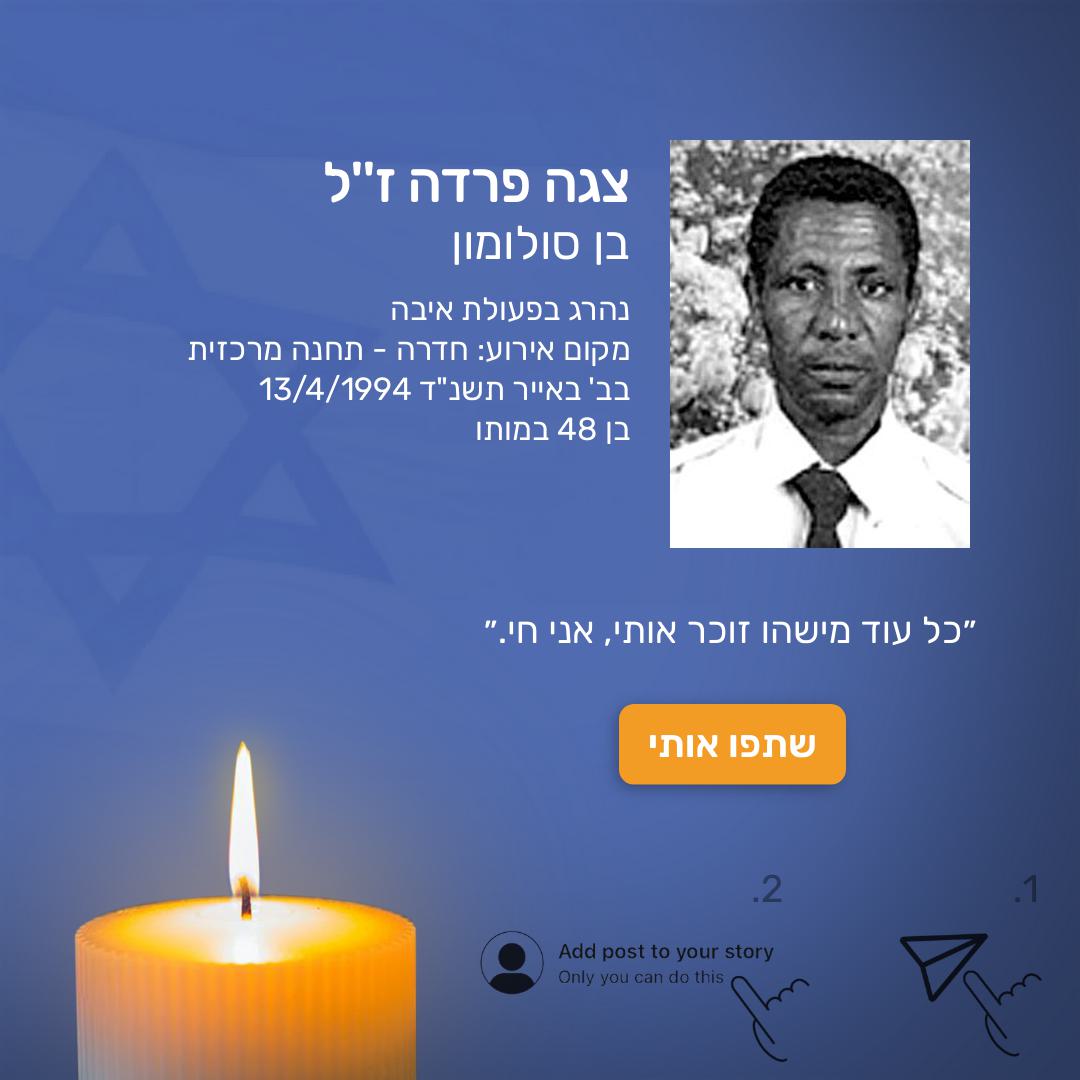 צגה פרדה ז"ל
בן סולומון
נהרג בפעולת איבה
מקום אירוע: חדרה - תחנה מרכזית
בב' באייר תשנ"ד 13/4/1994
בן 48 במותו
״כל עוד מישהו זוכר אותי, אני חי.״
שתפו אותי
1.
2.
Add post to your story
Only you can do this